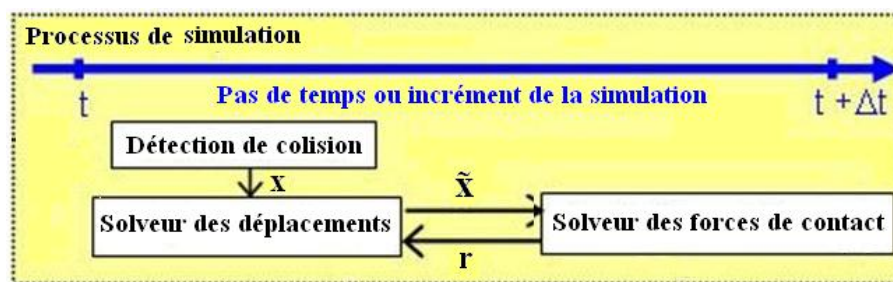 Processus de simulation
t
Pas de temps ou incrément de la simulation
t + Δt
Détection de colision
x
x̃
Solveur des déplacements
Solveur des forces de contact
r